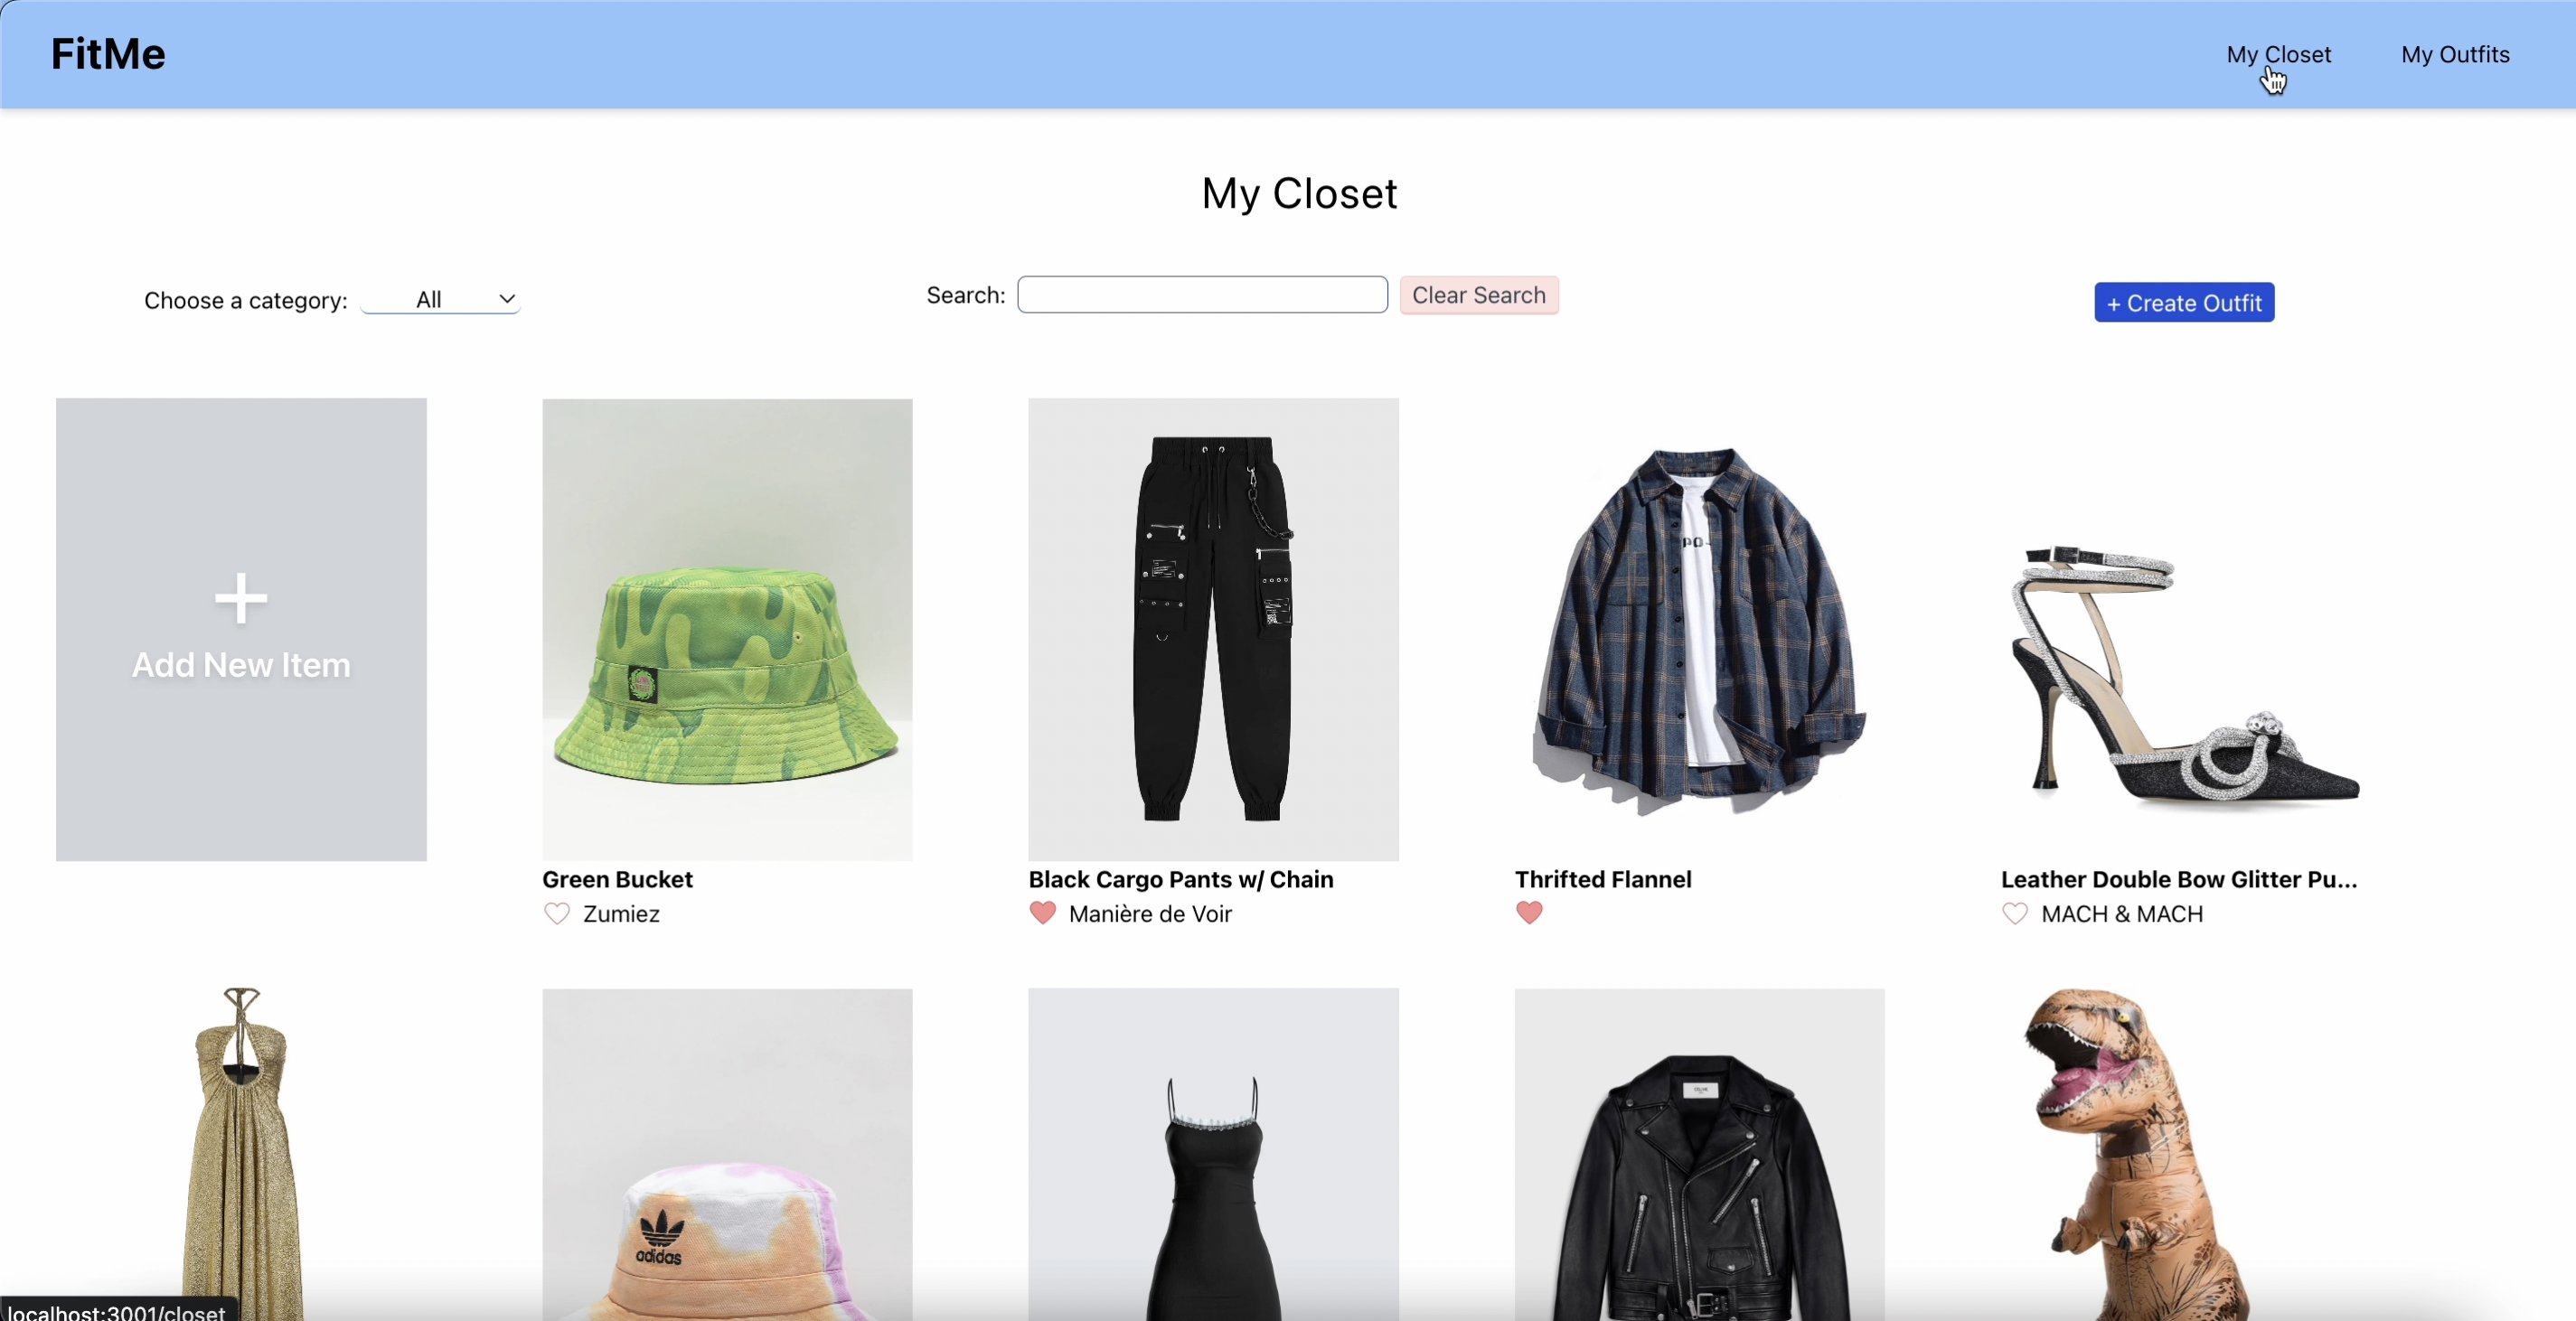 FitMe
My Closet
My Outfits
My Closet
Choose a category: All
Search:
Clear Search
+ Create Outfit
Add New Item
Green Bucket
Zumiez
Black Cargo Pants w/ Chain
Manière de Voir
Thrifted Flannel
Leather Double Bow Glitter Pu...
MACH & MACH
adidas
localhost:3001/closet